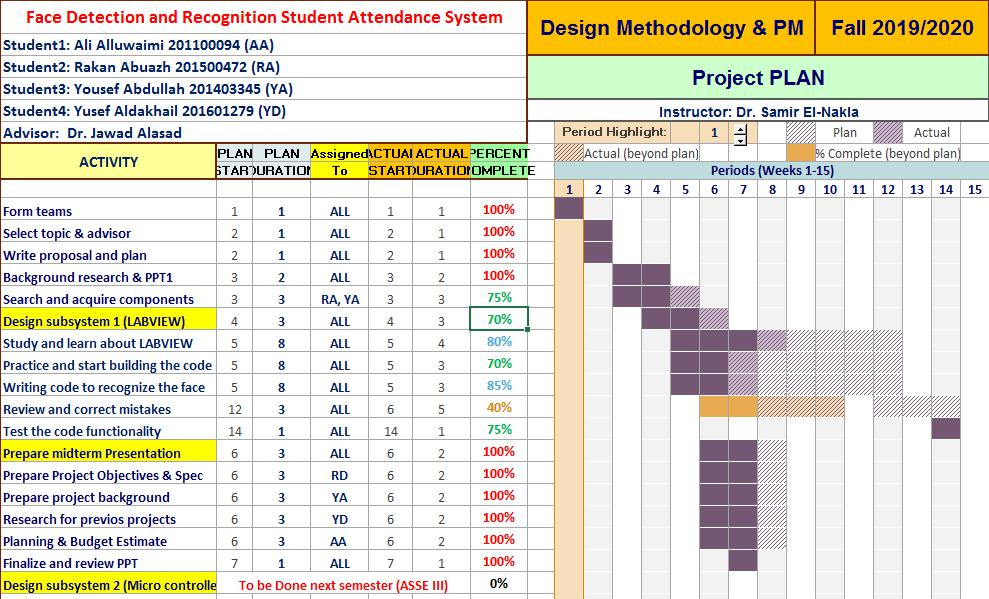 Face Detection and Recognition Student Attendance System
Design Methodology & PM
Fall 2019/2020
Student1: Ali Alluwaimi 201100094 (AA)
Student2: Rakan Abuazh 201500472 (RA)
Project PLAN
Student3: Yousef Abdullah 201403345 (YA)
Student4: Yusef Aldakhail 201601279 (YD)
Instructor: Dr. Samir El-Nakla
Advisor: Dr. Jawad Alasad
Period Highlight: 1 Plan Actual
Actual (beyond plan) % Complete (beyond plan)
ACTIVITY
PLAN START
PLAN DURATION
Assigned To
ACTUAL START
ACTUAL DURATION
PERCENT COMPLETE
Periods (Weeks 1-15)
1 2 3 4 5 6 7 8 9 10 11 12 13 14 15
Form teams 1 1 ALL 1 1 100%
Select topic & advisor 2 1 ALL 2 1 100%
Write proposal and plan 2 1 ALL 2 1 100%
Background research & PPT1 3 2 ALL 3 2 100%
Search and acquire components 3 3 RA, YA 3 3 75%
Design subsystem 1 (LABVIEW) 4 3 ALL 4 3 70%
Study and learn about LABVIEW 5 8 ALL 5 4 80%
Practice and start building the code 5 8 ALL 5 3 70%
Writing code to recognize the face 5 8 ALL 5 3 85%
Review and correct mistakes 12 3 ALL 6 5 40%
Test the code functionality 14 1 ALL 14 1 75%
Prepare midterm Presentation 6 3 ALL 6 2 100%
Prepare Project Objectives & Spec 6 3 RD 6 2 100%
Prepare project background 6 3 YA 6 2 100%
Research for previos projects 6 3 YD 6 2 100%
Planning & Budget Estimate 6 3 AA 6 2 100%
Finalize and review PPT 7 1 ALL 7 1 100%
Design subsystem 2 (Micro controlle To be Done next semester (ASSE III) 0%